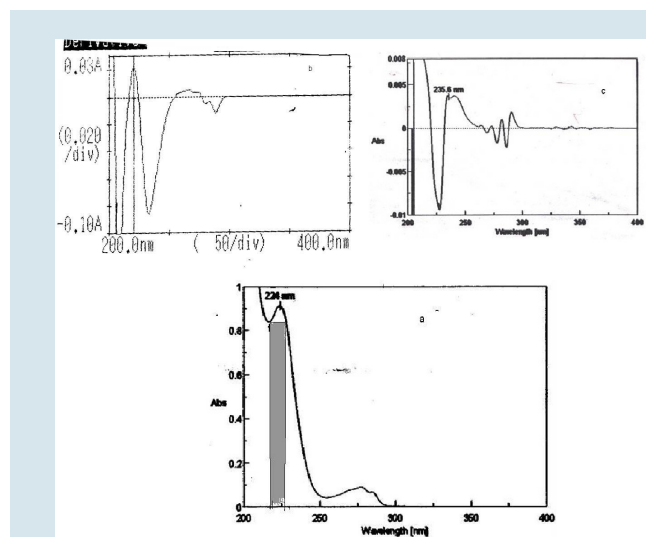 0.03A
b
(0.020
/div)
-0.10A
200.0nm ( 50/div) 400.0nm
0.008
0.005
235.6 nm
c
Abs
0
-0.005
-0.01
200 250 300 350 400
Wavelength [nm]
1
224 nm
a
0.8
0.6
Abs
0.4
0.2
0
200 250 300 350 400
Wavelength [nm]